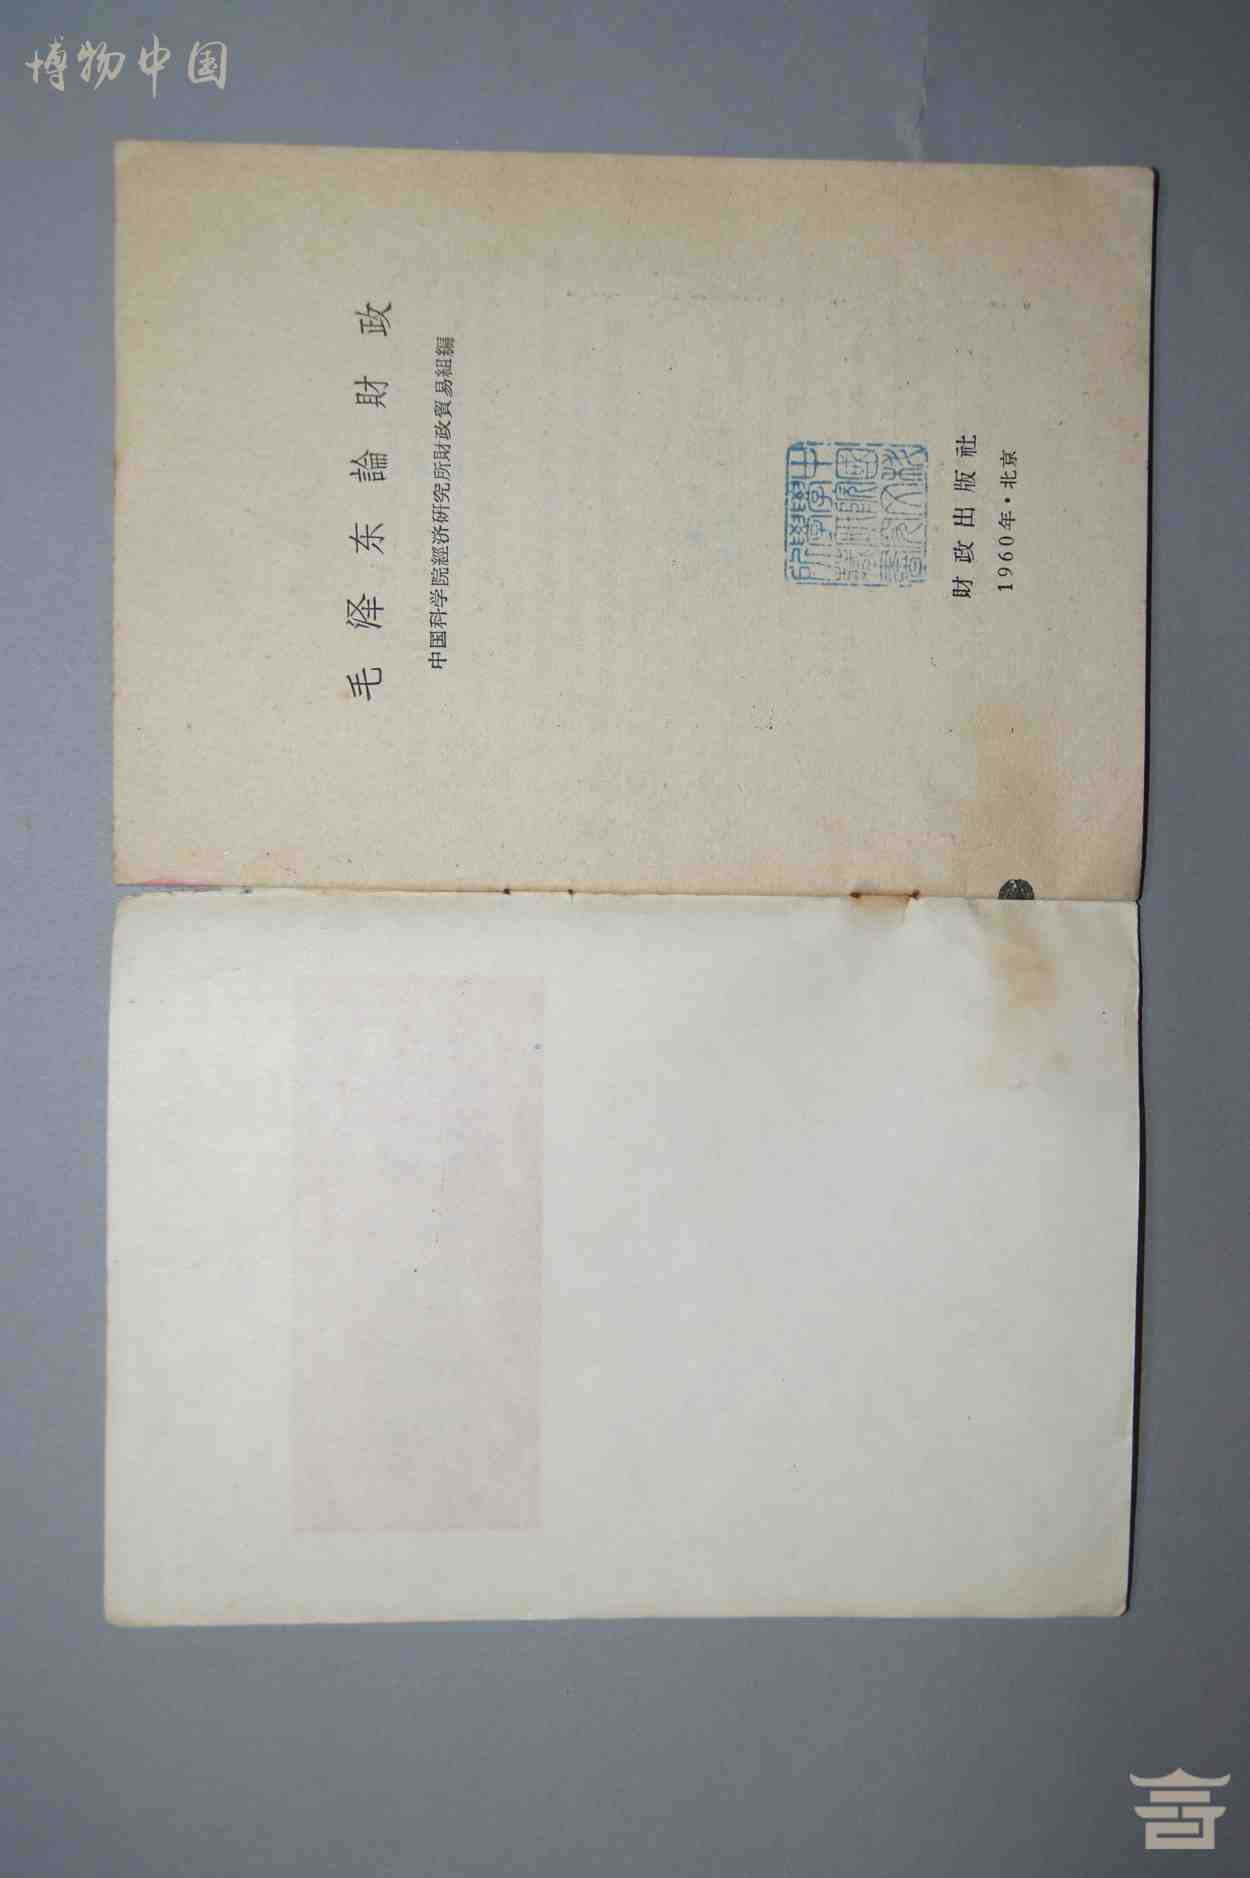 博物中国
毛泽东論財政
中国科学院經济研究所財政貿易組編
財政出版社
1960年·北京